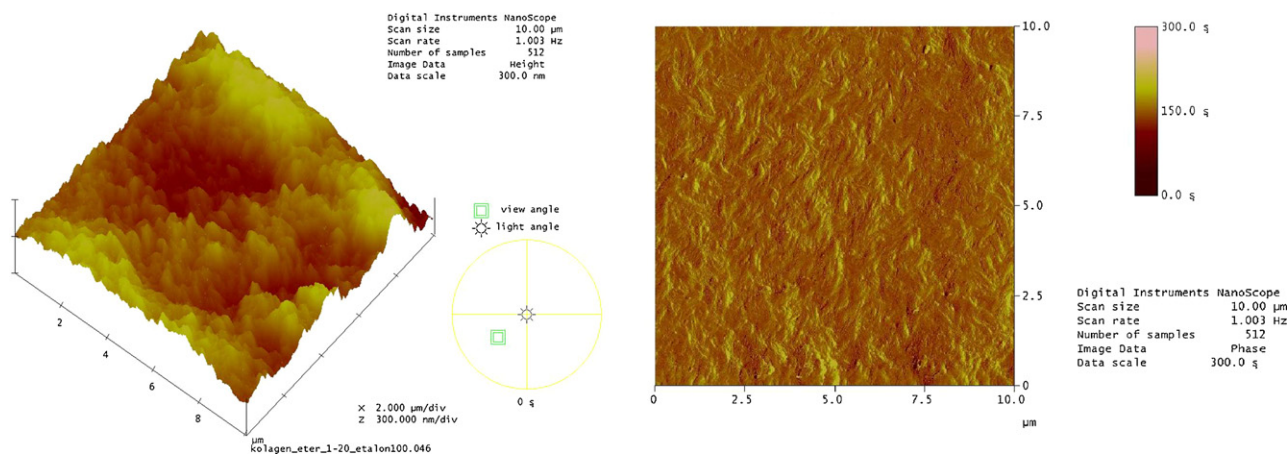 Digital Instruments NanoScope
Scan size 10.00 µm
Scan rate 1.003 Hz
Number of samples 512
Image Data Height
Data scale 300.0 nm
view angle
light angle
0 §
2
4
6
8
µm
X 2.000 µm/div
Z 300.000 nm/div
kolagen_eter_1-20_etalon100.046
10.0
7.5
5.0
2.5
0
0
2.5
5.0
7.5
10.0
µm
300.0 §
150.0 §
0.0 §
Digital Instruments NanoScope
Scan size 10.00 µm
Scan rate 1.003 Hz
Number of samples 512
Image Data Phase
Data scale 300.0 §